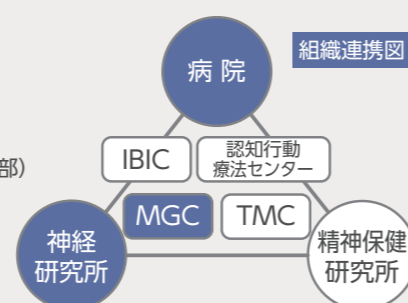 組織連携図
病 院
IBIC
認知行動
療法センター
部）
MGC
TMC
神経
研究所
精神保健
研究所